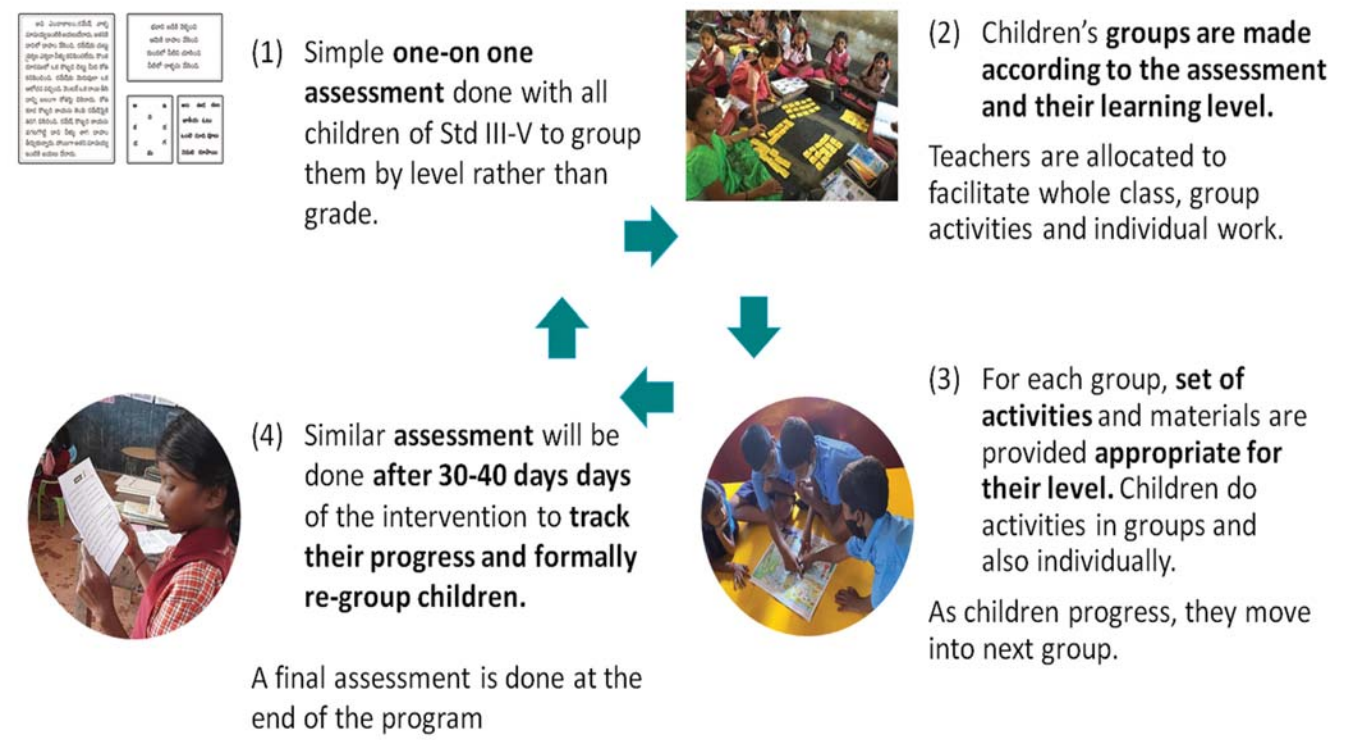 (1) Simple one-on one
assessment done with all
children of Std III-V to group
them by level rather than
grade.
(2) Children's groups are made
according to the assessment
and their learning level.
Teachers are allocated to
facilitate whole class, group
activities and individual work.
(3) For each group, set of
activities and materials are
provided appropriate for
their level. Children do
activities in groups and
also individually.
As children progress, they move
into next group.
(4) Similar assessment will be
done after 30-40 days days
of the intervention to track
their progress and formally
re-group children.
A final assessment is done at the
end of the program